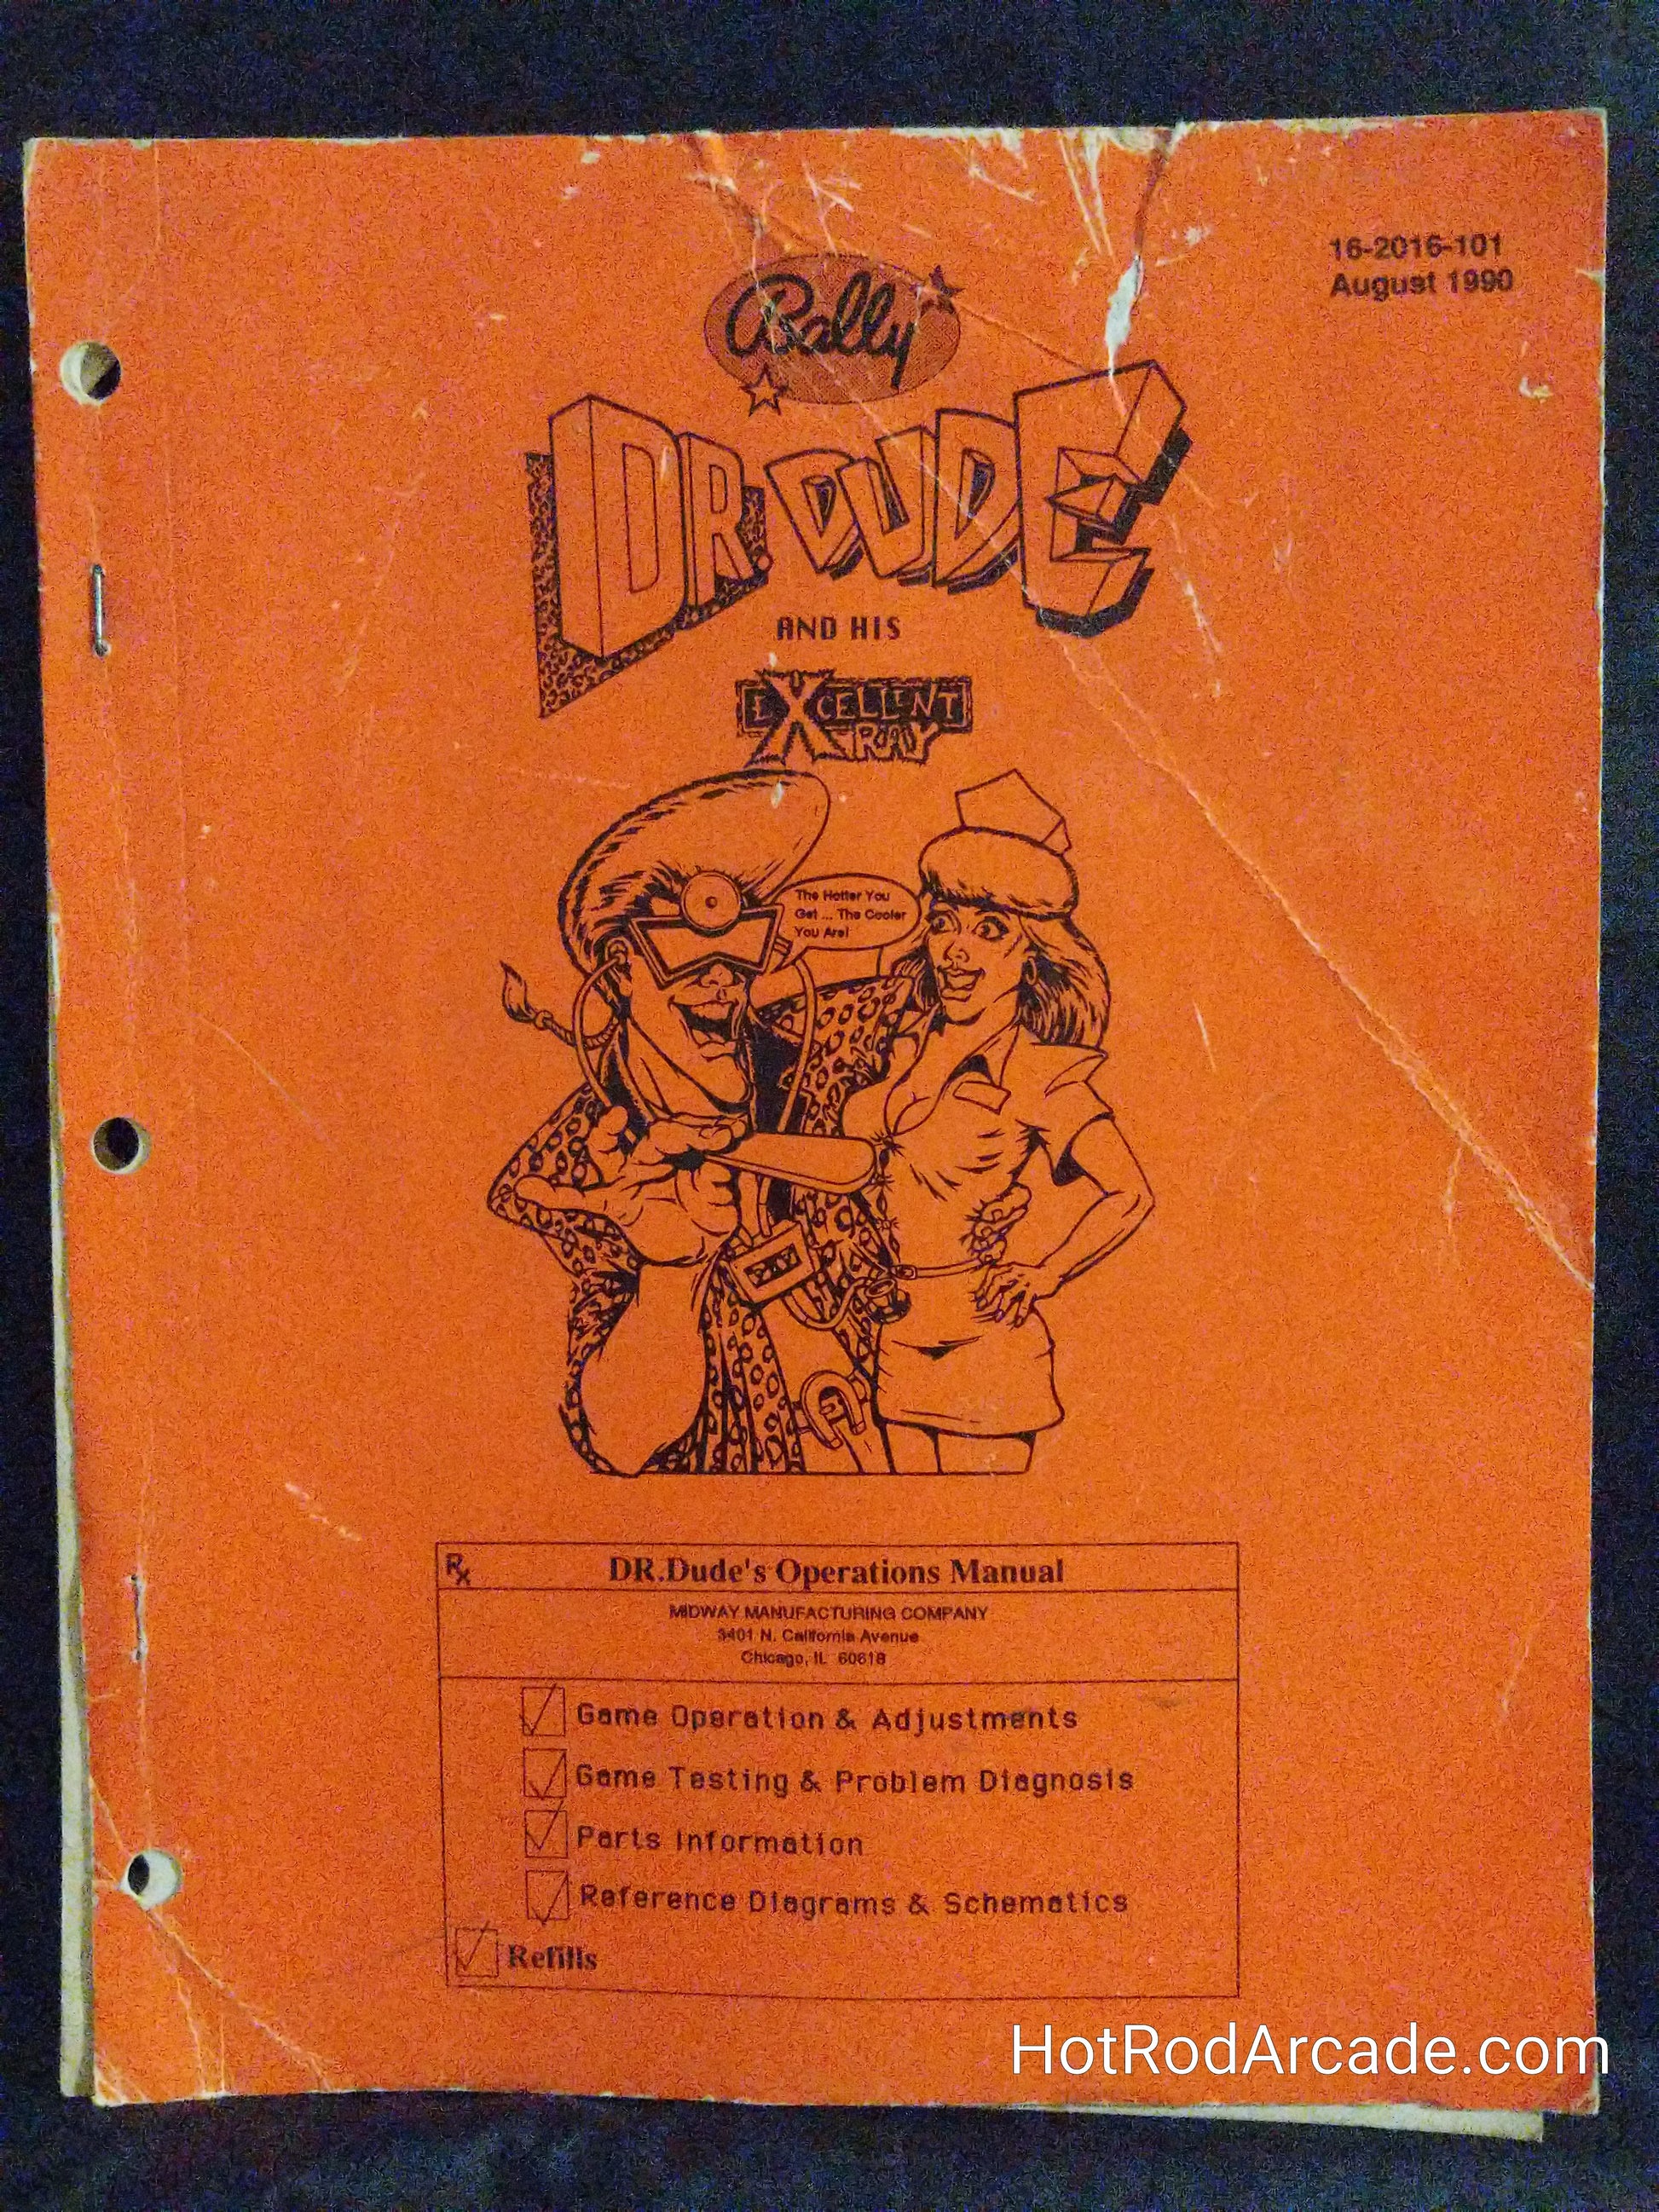 16-2016-101
August 1990
Bally
DR. DUDE
AND HIS
EXCELLENT
X-RAY
The Hotter You
Get ... The Cooler
You Are!
Rx
DR.Dude's Operations Manual
MIDWAY MANUFACTURING COMPANY
3401 N. California Avenue
Chicago, IL 60618
Game Operation & Adjustments
Game Testing & Problem Diagnosis
Parts Information
Reference Diagrams & Schematics
Refills
HotRodArcade.com